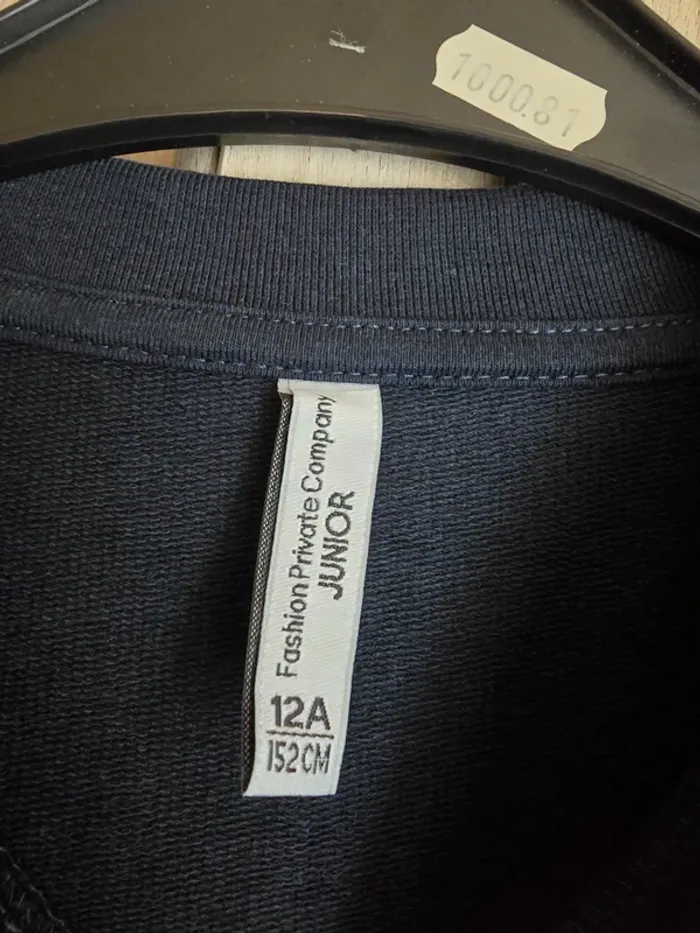 1000.81
Fashion Private Company
JUNIOR
12A
152CM